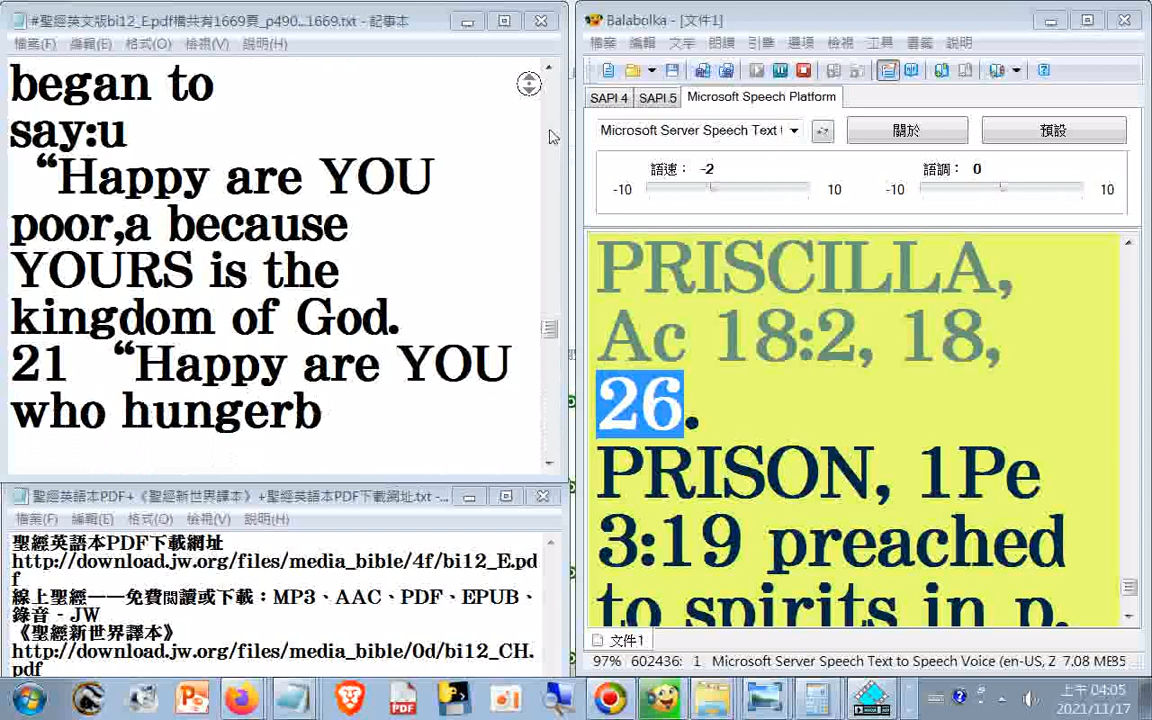 #聖經英文版bi12_E.pdf檔共有1669頁_p490...1669.txt - 記事本
檔案(F) 編輯(E) 格式(O) 檢視(V) 說明(H)
began to
say:u
“Happy are YOU
poor,a because
YOURS is the
kingdom of God.
21 “Happy are YOU
who hungerb
聖經英語本PDF+《聖經新世界譯本》+聖經英語本PDF下載網址.txt -...
檔案(F) 編輯(E) 格式(O) 檢視(V) 說明(H)
聖經英語本PDF下載網址
http://download.jw.org/files/media_bible/4f/bi12_E.pd
f
線上聖經——免費閱讀或下載：MP3、AAC、PDF、EPUB、
錄音 - JW
《聖經新世界譯本》
http://download.jw.org/files/media_bible/0d/bi12_CH.
pdf
Balabolka - [文件1]
檔案 編輯 文字 朗讀 引擎 選項 檢視 工具 書籤 說明
SAPI 4 SAPI 5 Microsoft Speech Platform
Microsoft Server Speech Text 關於 預設
語速： -2 語調： 0
-10 10 -10 10
PRISCILLA,
Ac 18:2, 18,
26.
PRISON, 1Pe
3:19 preached
to spirits in p.
文件1
97% 602436: 1 Microsoft Server Speech Text to Speech Voice (en-US, Z 7.08 MB
上午 04:05
2021/11/17